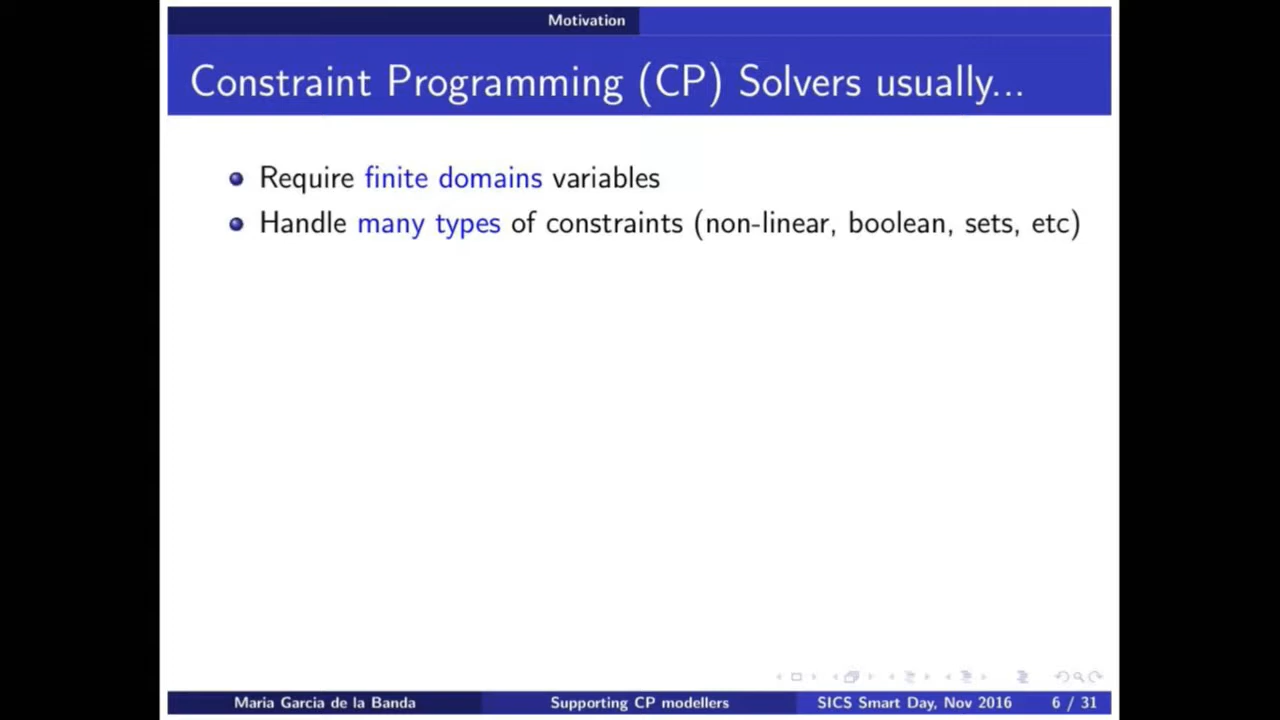 Motivation
Constraint Programming (CP) Solvers usually...
Require finite domains variables
Handle many types of constraints (non-linear, boolean, sets, etc)
Maria Garcia de la Banda
Supporting CP modellers
SICS Smart Day, Nov 2016
6 / 31